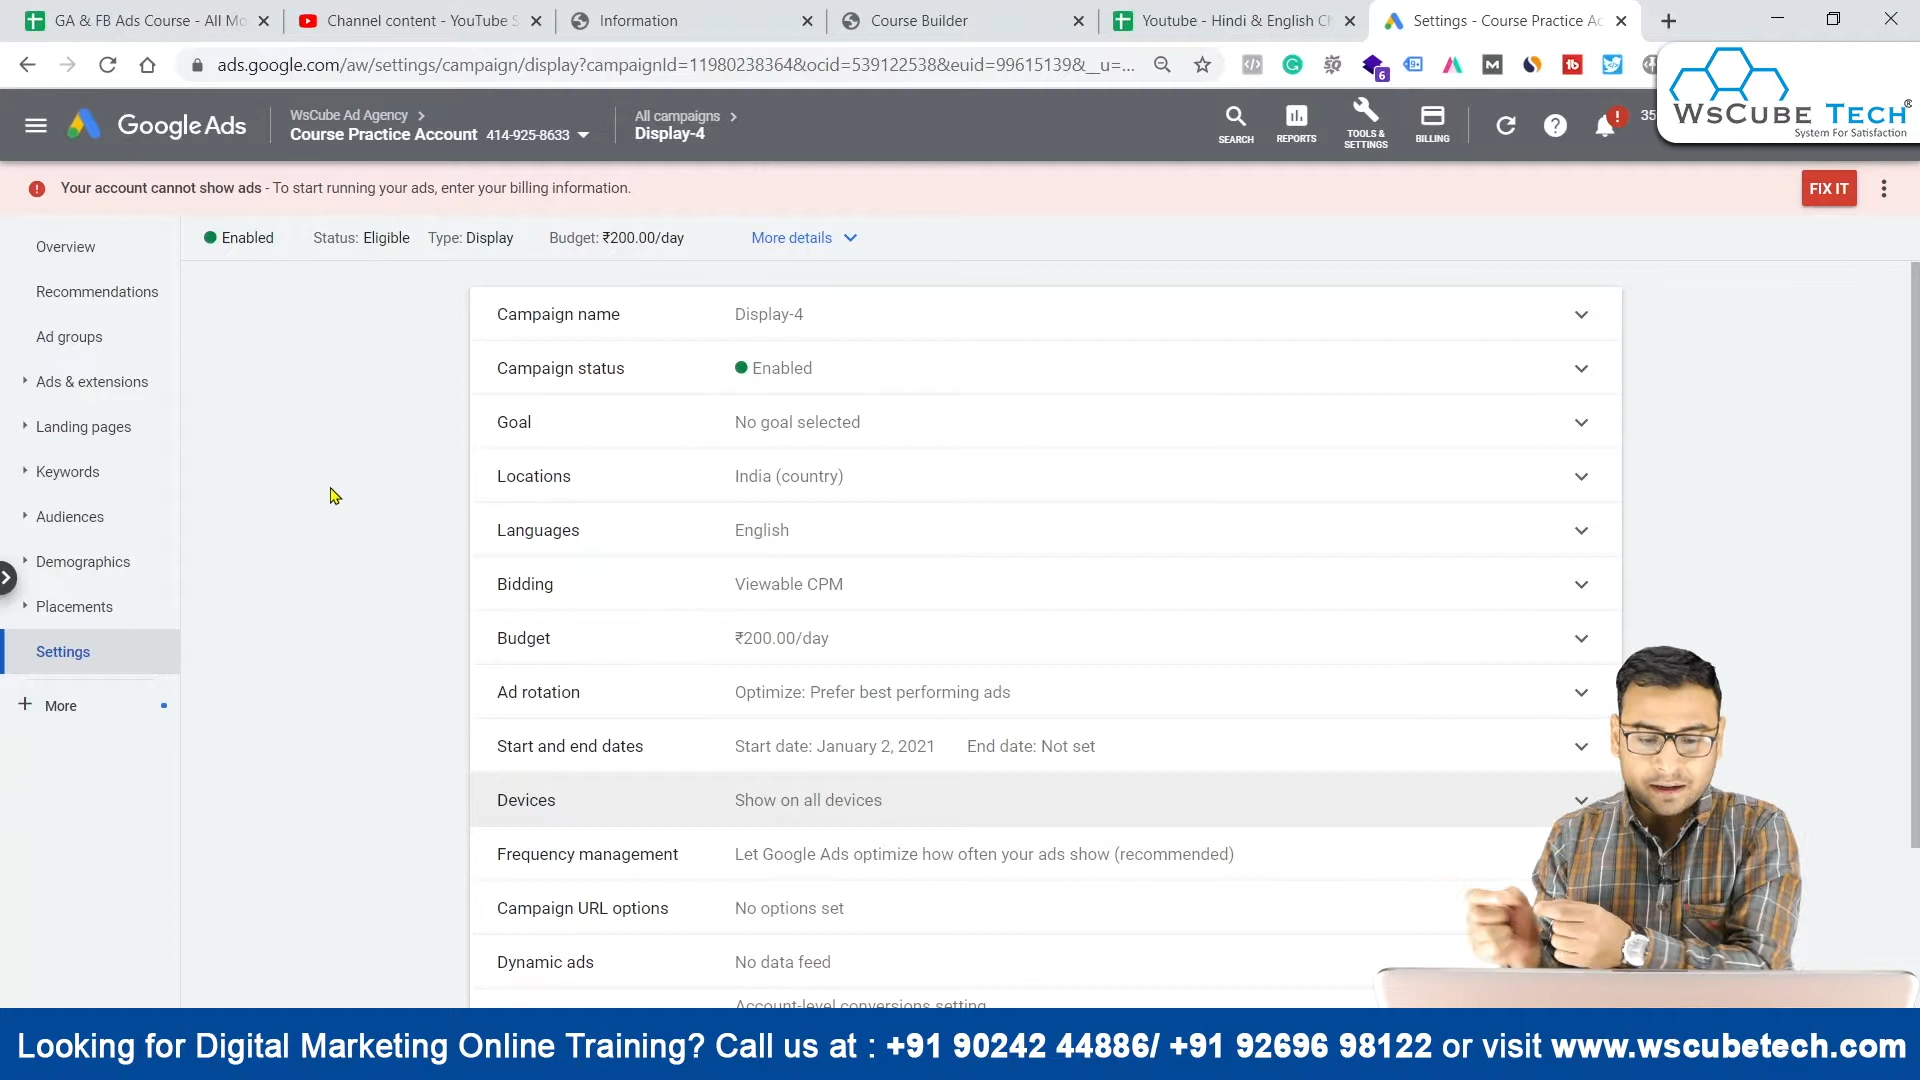 GA & FB Ads Course - All Mo
Channel content - YouTube S
Information
Course Builder
Youtube - Hindi & English Ch
Settings - Course Practice Ac
ads.google.com/aw/settings/campaign/display?campaignId=11980238364&ocid=539122538&euid=99615139&__u=...
6
WsCube Tech®
System For Satisfaction
Google Ads
WsCube Ad Agency
Course Practice Account 414-925-8633
All campaigns
Display-4
SEARCH
REPORTS
TOOLS & SETTINGS
BILLING
35
Your account cannot show ads - To start running your ads, enter your billing information.
FIX IT
Enabled
Status: Eligible
Type: Display
Budget: ₹200.00/day
More details
Overview
Recommendations
Ad groups
Ads & extensions
Landing pages
Keywords
Audiences
Demographics
Placements
Settings
More
Campaign name Display-4
Campaign status Enabled
Goal No goal selected
Locations India (country)
Languages English
Bidding Viewable CPM
Budget ₹200.00/day
Ad rotation Optimize: Prefer best performing ads
Start and end dates Start date: January 2, 2021 End date: Not set
Devices Show on all devices
Frequency management Let Google Ads optimize how often your ads show (recommended)
Campaign URL options No options set
Dynamic ads No data feed
Account-level conversions setting
Looking for Digital Marketing Online Training? Call us at : +91 90242 44886/ +91 92696 98122 or visit www.wscubetech.com